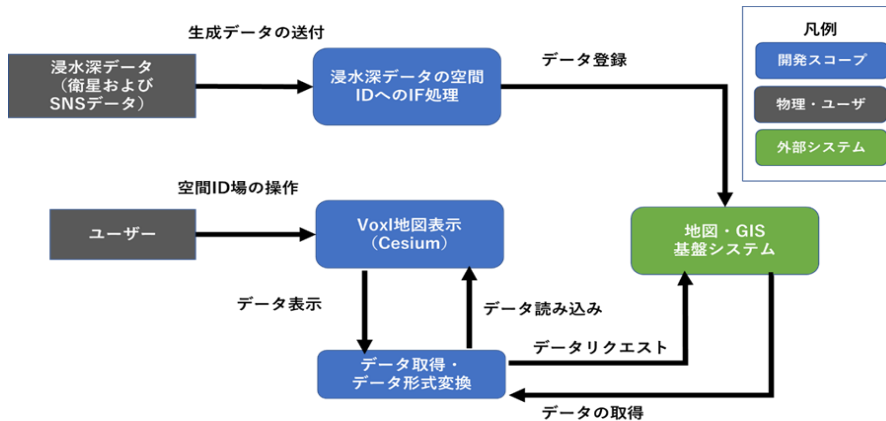 生成データの送付
浸水深データ
（衛星および
SNSデータ）
浸水深データの空間
IDへのIF処理
データ登録
凡例
開発スコープ
物理・ユーザ
外部システム
空間ID場の操作
ユーザー
Voxl地図表示
（Cesium）
地図・GIS
基盤システム
データ表示
データ読み込み
データ取得・
データ形式変換
データリクエスト
データの取得